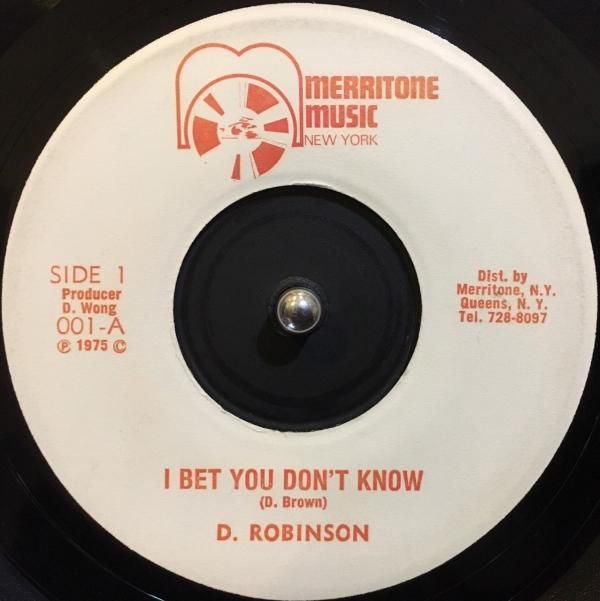 MERRITONE
MUSIC
NEW YORK
SIDE 1
Producer
D. Wong
001-A
℗ 1975 ©
Dist. by
Merritone, N.Y.
Queens, N. Y.
Tel. 728-8097
I BET YOU DON'T KNOW
(D. Brown)
D. ROBINSON